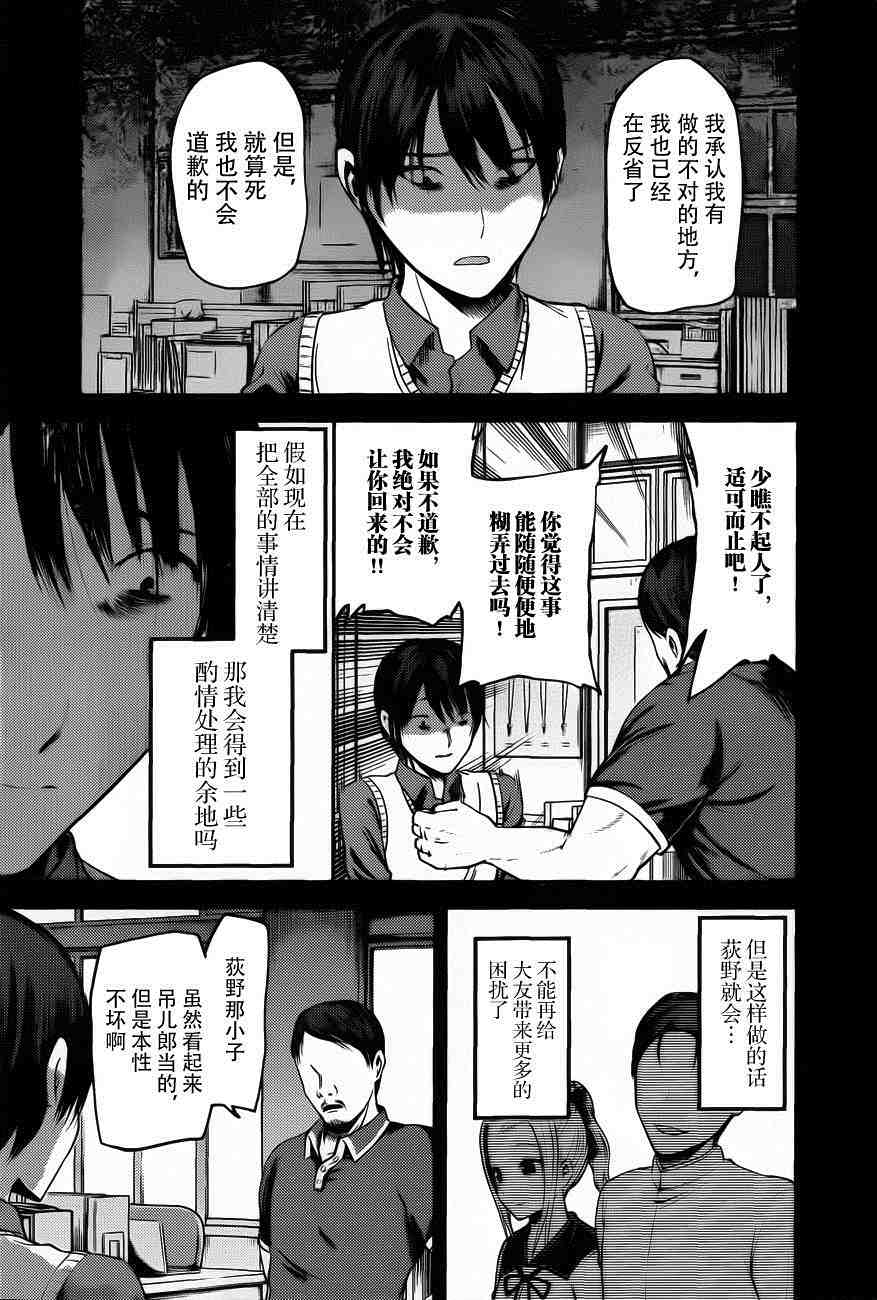 我承认我有
做的不对的地方,
我也已经
在反省了
但是,
就算死
我也不会
道歉的
少瞧不起人了,
适可而止吧！
你觉得这事
能随随便便地
糊弄过去吗！
如果不道歉,
我绝对不会
让你回来的!!
假如现在
把全部的事情讲清楚
那我会得到一些
酌情处理的余地吗
但是这样做的话
荻野就会…
不能再给
大友带来更多的
困扰了
荻野那小子
虽然看起来
吊儿郎当的,
但是本性
不坏啊